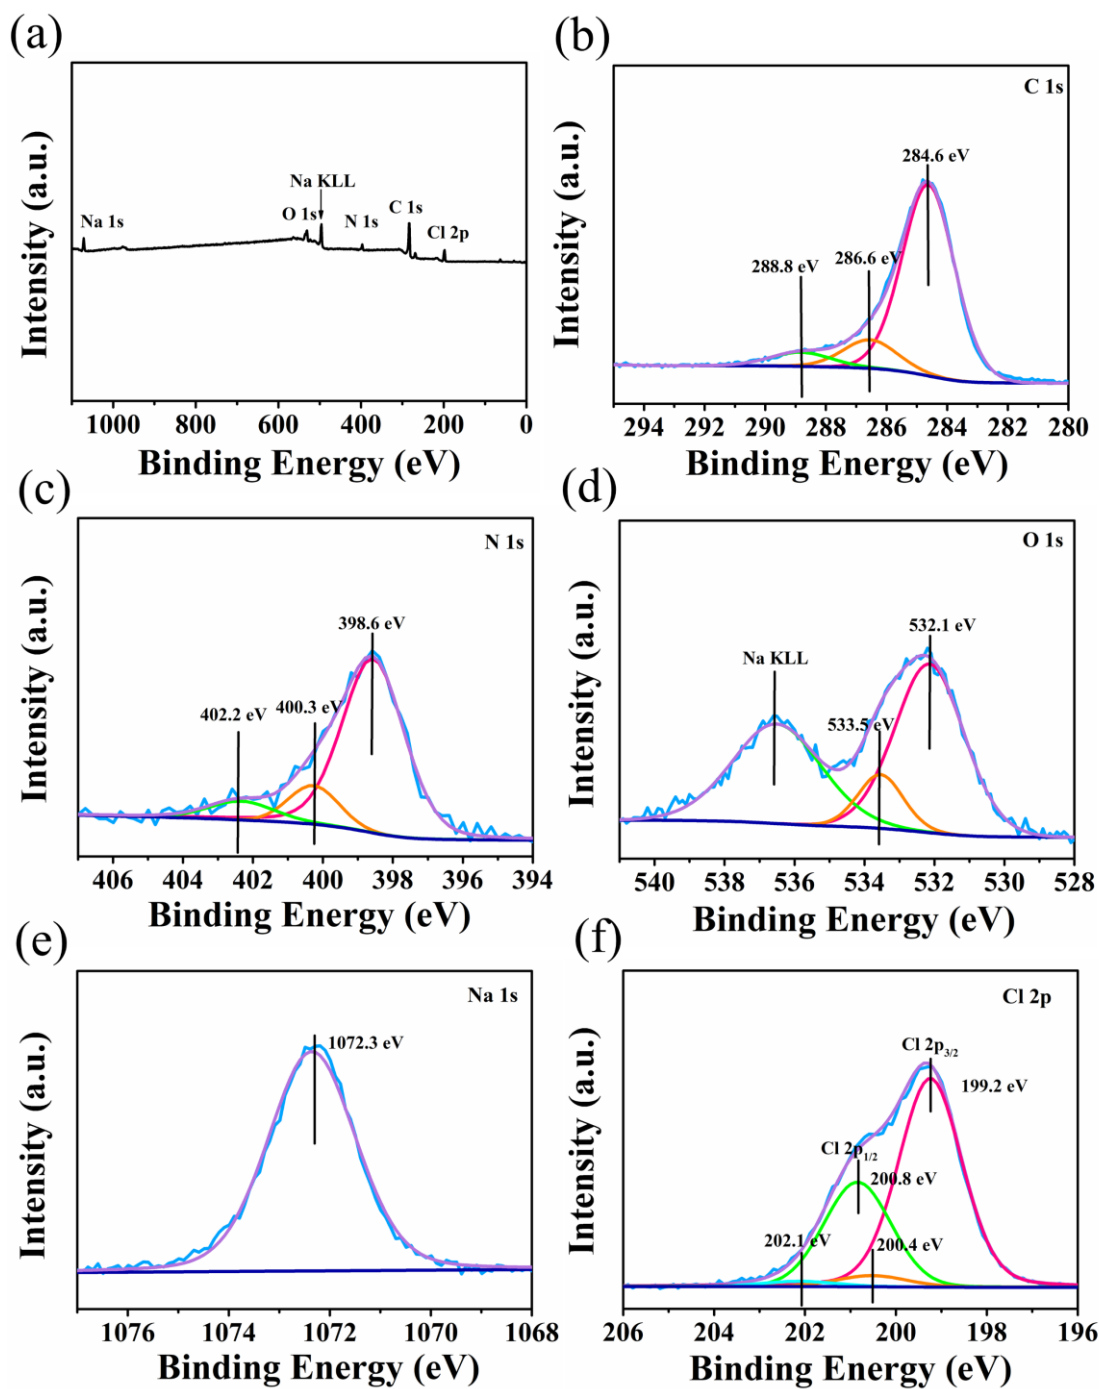 (a)
Intensity (a.u.)
Na 1s
O 1s
Na KLL
N 1s
C 1s
Cl 2p
1000 800 600 400 200 0
Binding Energy (eV)
(b)
Intensity (a.u.)
C 1s
288.8 eV
286.6 eV
284.6 eV
294 292 290 288 286 284 282 280
Binding Energy (eV)
(c)
Intensity (a.u.)
N 1s
402.2 eV
400.3 eV
398.6 eV
406 404 402 400 398 396 394
Binding Energy (eV)
(d)
Intensity (a.u.)
O 1s
Na KLL
533.5 eV
532.1 eV
540 538 536 534 532 530 528
Binding Energy (eV)
(e)
Intensity (a.u.)
Na 1s
1072.3 eV
1076 1074 1072 1070 1068
Binding Energy (eV)
(f)
Intensity (a.u.)
Cl 2p
Cl 2p3/2
199.2 eV
Cl 2p1/2
200.8 eV
202.1 eV
200.4 eV
206 204 202 200 198 196
Binding Energy (eV)